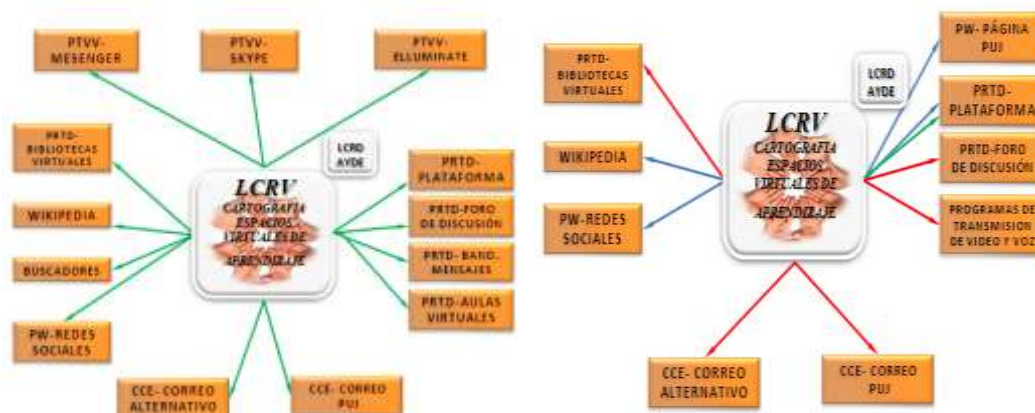 PTVV-
MESENGER
PTVV-
SKYPE
PTVV-
ELLUMINATE
PRTD-
BIBLIOTECAS
VIRTUALES
WIKIPEDIA
BUSCADORES
PW-REDES
SOCIALES
LCRD
AYDE
LCRV
CARTOGRAFIA
ESPACIOS
VIRTUALES DE
APRENDIZAJE
PRTD-
PLATAFORMA
PRTD-FORO
DE DISCUSIÓN
PRTD- BAND.
MENSAJES
PRTD-AULAS
VIRTUALES
CCE- CORREO
ALTERNATIVO
CCE- CORREO
PUJ
PRTD-
BIBLIOTECAS
VIRTUALES
WIKIPEDIA
PW-REDES
SOCIALES
LCRD
AYDE
LCRV
CARTOGRAFIA
ESPACIOS
VIRTUALES DE
APRENDIZAJE
PW- PÁGINA
PUJ
PRTD-
PLATAFORMA
PRTD-FORO
DE DISCUSIÓN
PROGRAMAS DE
TRANSMISION
DE VIDEO Y VOZ
CCE- CORREO
ALTERNATIVO
CCE- CORREO
PUJ